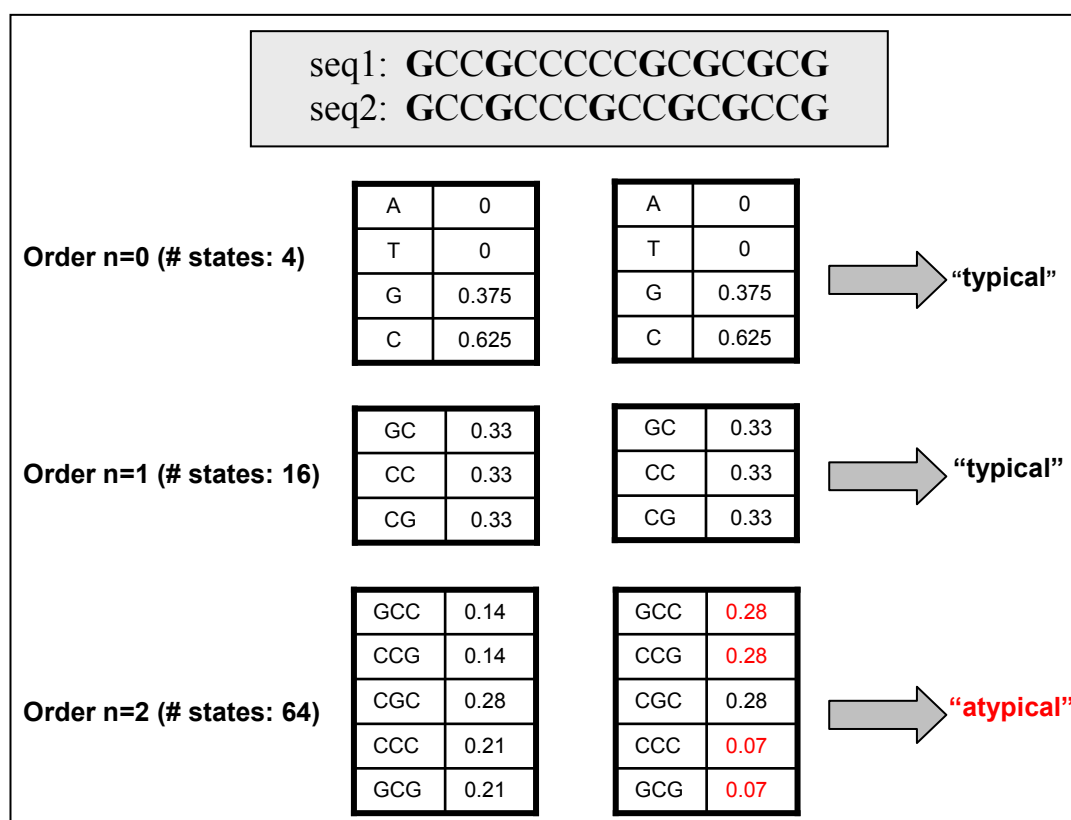 seq1: GCCGCCCCCGCGCGCG
seq2: GCCGCCCGCCGCGCCG
Order n=0 (# states: 4)
A 0 A 0
T 0 T 0
G 0.375 G 0.375
C 0.625 C 0.625
“typical”
Order n=1 (# states: 16)
GC 0.33 GC 0.33
CC 0.33 CC 0.33
CG 0.33 CG 0.33
“typical”
Order n=2 (# states: 64)
GCC 0.14 GCC 0.28
CCG 0.14 CCG 0.28
CGC 0.28 CGC 0.28
CCC 0.21 CCC 0.07
GCG 0.21 GCG 0.07
“atypical”